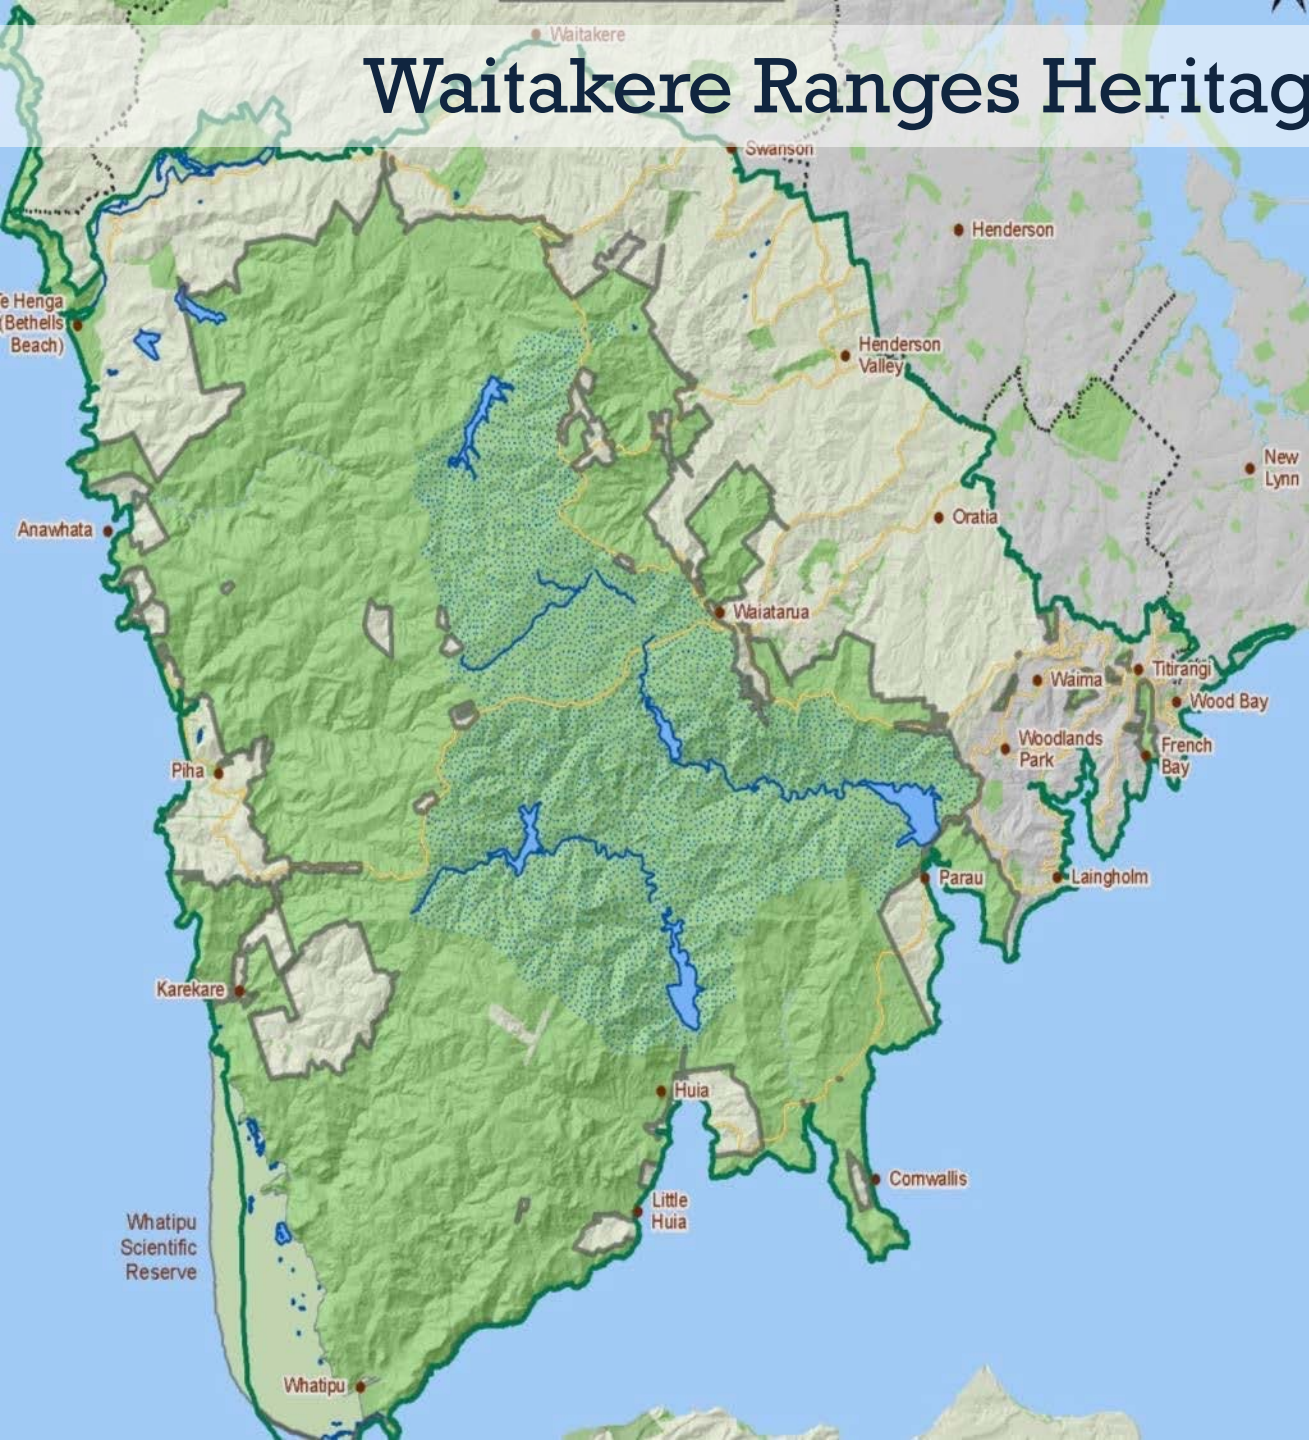 Waitakere
Waitakere Ranges Heritag
Swanson
Henderson
e Henga
(Bethells
Beach)
Henderson
Valley
New
Lynn
Anawhata
Oratia
Waiatarua
Titirangi
Waima
Wood Bay
Woodlands
Park
French
Bay
Piha
Parau
Laingholm
Karekare
Huia
Cornwallis
Little
Huia
Whatipu
Scientific
Reserve
Whatipu